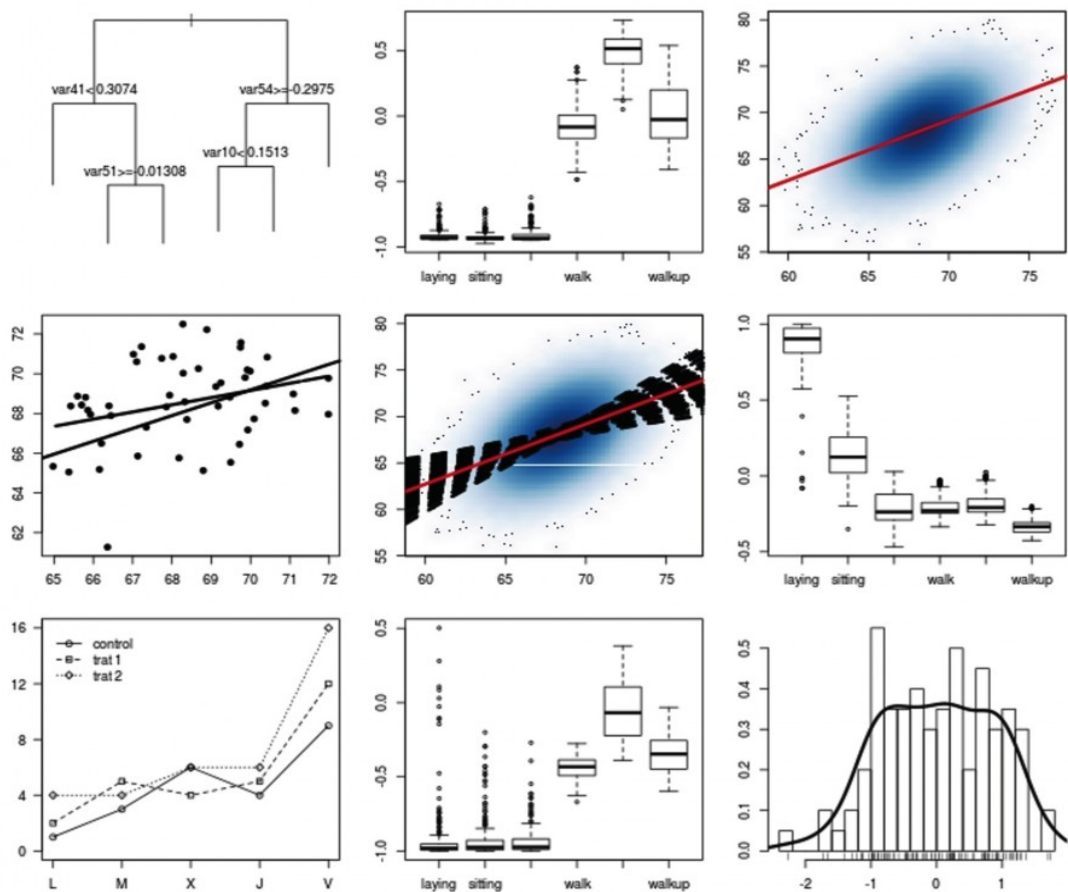 var41< 0.3074
var54>=-0.2975
var51>=-0.01308
var10< 0.1513
0.5
0.0
-0.5
-1.0
laying sitting walk walkup
80
75
70
65
60
55
60 65 70 75
72
70
68
66
64
62
65 66 67 68 69 70 71 72
80
75
70
65
60
55
60 65 70 75
1.0
0.5
0.0
-0.5
laying sitting walk walkup
16
12
8
4
0
control
trat 1
trat 2
L M X J V
0.5
0.0
-0.5
-1.0
laying sitting walk walkup
0.5
0.4
0.3
0.2
0.1
0.0
-2 -1 0 1